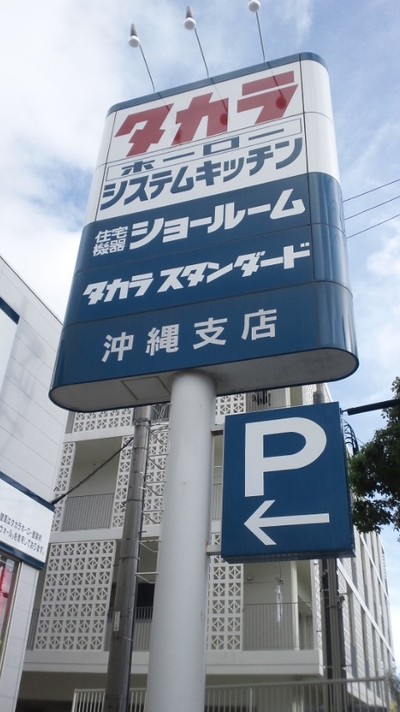 タカラ
ホーロー
システムキッチン
住宅機器 ショールーム
タカラスタンダード
沖縄支店
P
←